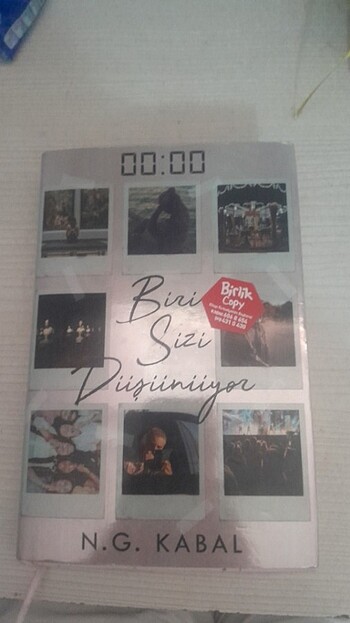 00:00
Biri
Sizi
Düşünüyor
Birlik
Copy
N.G. KABAL